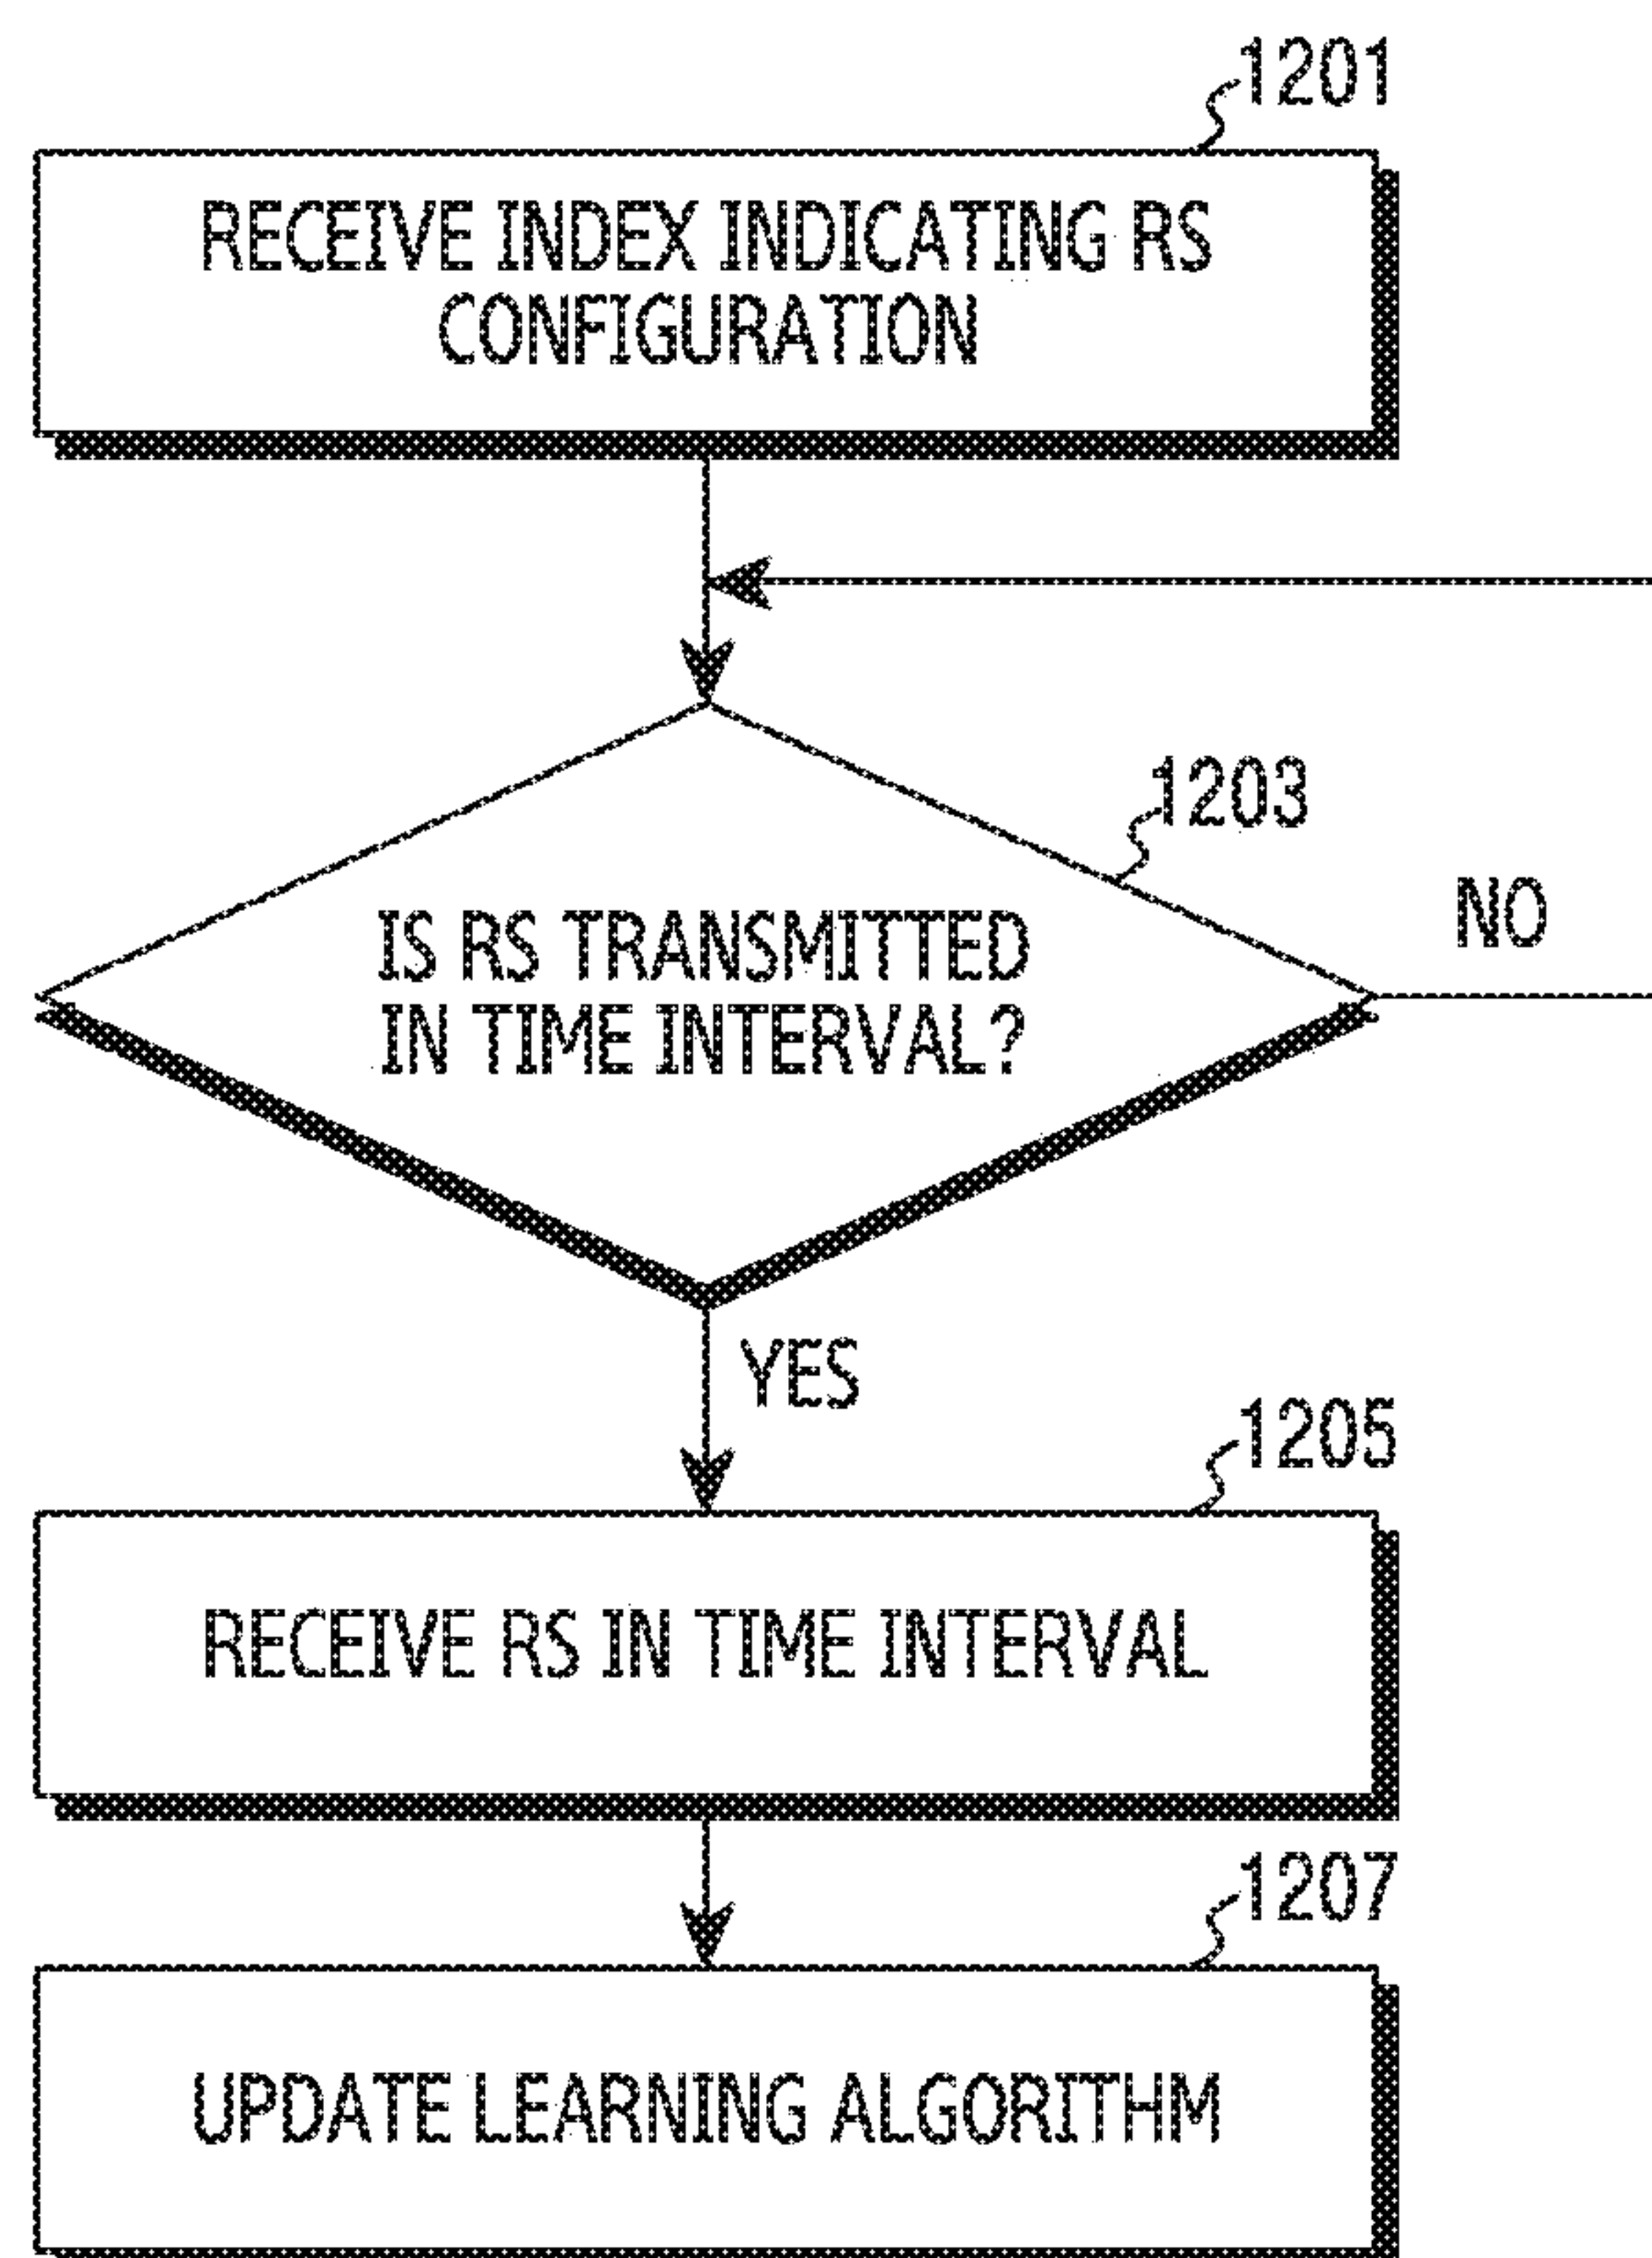 1201
RECEIVE INDEX INDICATING RS
CONFIGURATION
1203
IS RS TRANSMITTED
IN TIME INTERVAL?
NO
YES
1205
RECEIVE RS IN TIME INTERVAL
1207
UPDATE LEARNING ALGORITHM